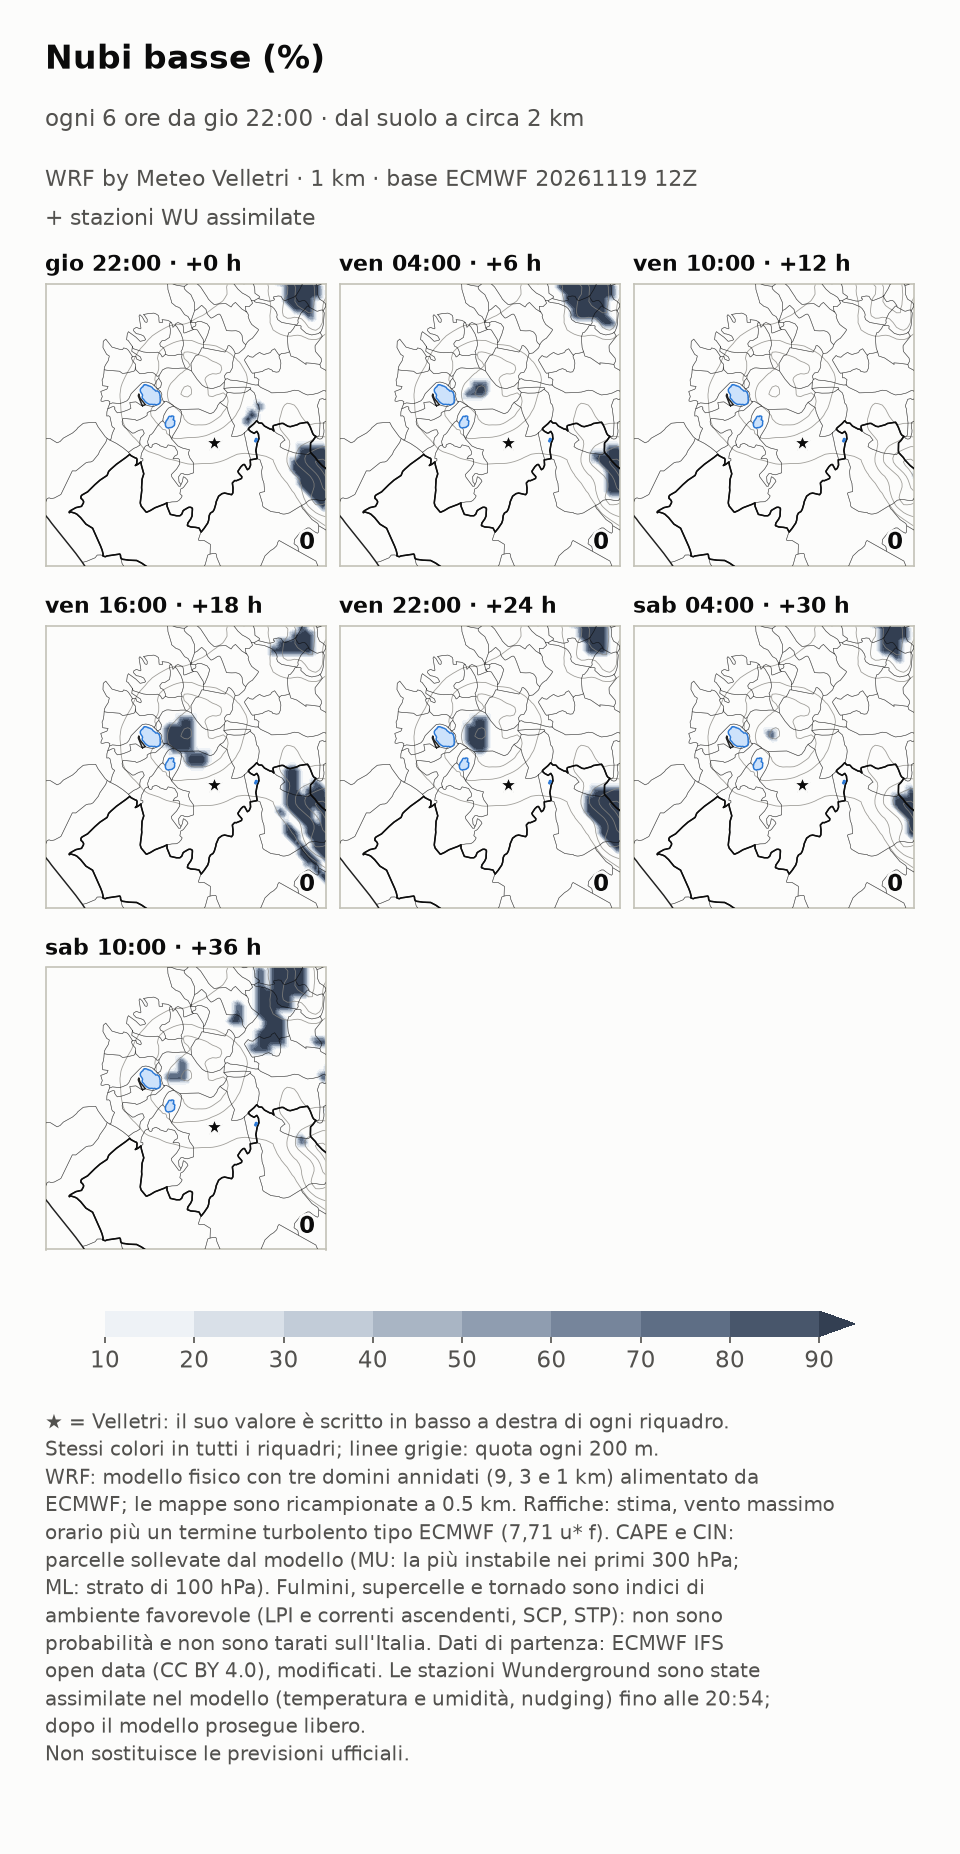 Nubi basse (%)
ogni 6 ore da gio 22:00 · dal suolo a circa 2 km
WRF by Meteo Velletri · 1 km · base ECMWF 20261119 12Z
+ stazioni WU assimilate
gio 22:00 · +0 h
ven 04:00 · +6 h
ven 10:00 · +12 h
0
0
0
ven 16:00 · +18 h
ven 22:00 · +24 h
sab 04:00 · +30 h
0
0
0
sab 10:00 · +36 h
0
10 20 30 40 50 60 70 80 90
★ = Velletri: il suo valore è scritto in basso a destra di ogni riquadro.
Stessi colori in tutti i riquadri; linee grigie: quota ogni 200 m.
WRF: modello fisico con tre domini annidati (9, 3 e 1 km) alimentato da
ECMWF; le mappe sono ricampionate a 0.5 km. Raffiche: stima, vento massimo
orario più un termine turbolento tipo ECMWF (7,71 u* f). CAPE e CIN:
parcelle sollevate dal modello (MU: la più instabile nei primi 300 hPa;
ML: strato di 100 hPa). Fulmini, supercelle e tornado sono indici di
ambiente favorevole (LPI e correnti ascendenti, SCP, STP): non sono
probabilità e non sono tarati sull'Italia. Dati di partenza: ECMWF IFS
open data (CC BY 4.0), modificati. Le stazioni Wunderground sono state
assimilate nel modello (temperatura e umidità, nudging) fino alle 20:54;
dopo il modello prosegue libero.
Non sostituisce le previsioni ufficiali.